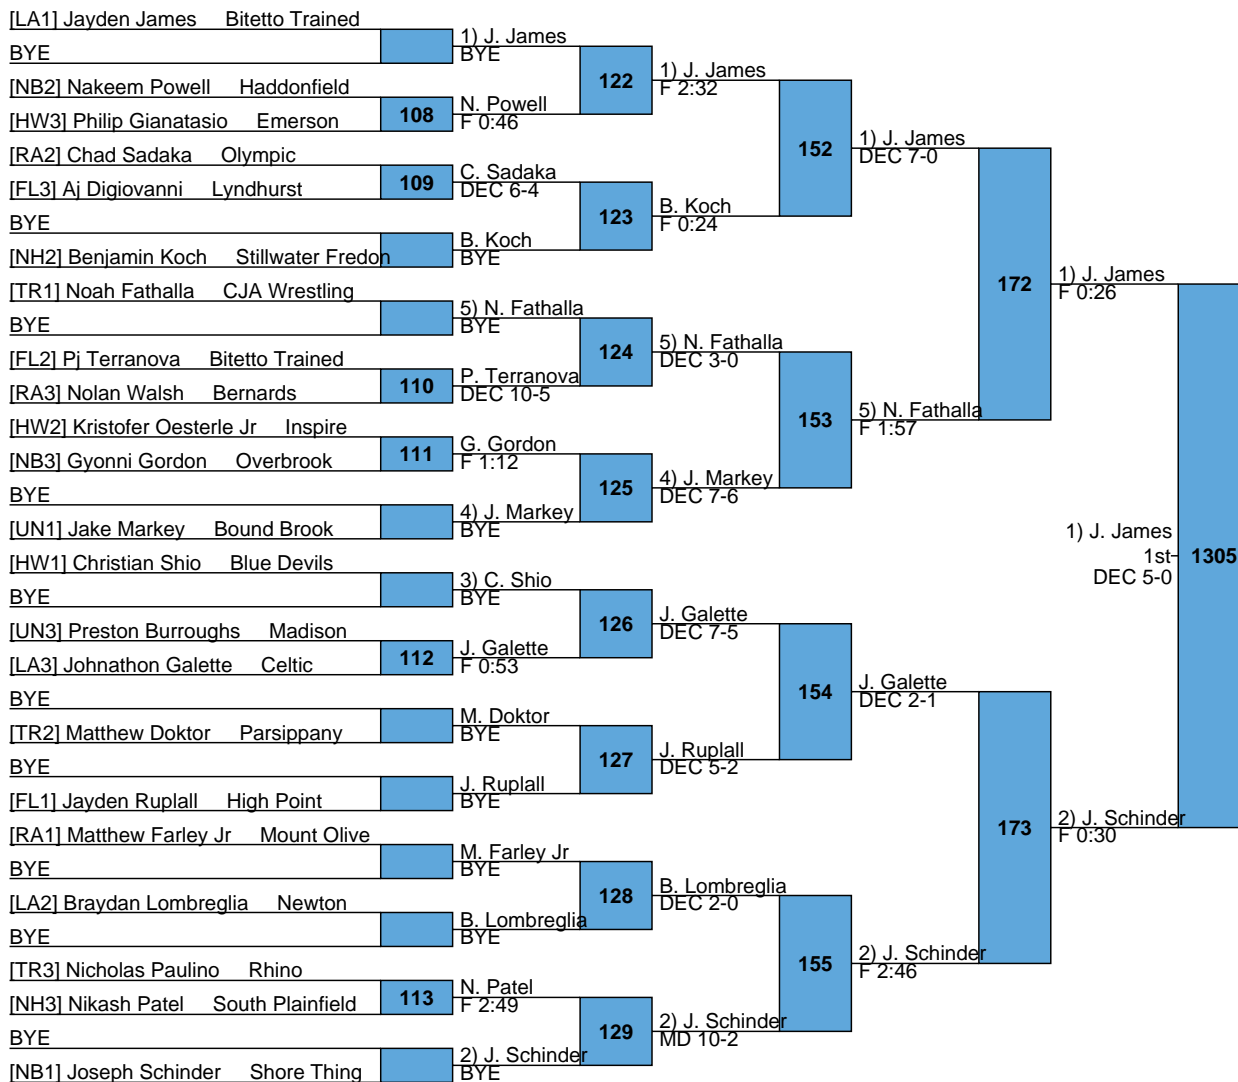 [LA1] Jayden James Bitetto Trained
BYE
[NB2] Nakeem Powell Haddonfield
[HW3] Philip Gianatasio Emerson
[RA2] Chad Sadaka Olympic
[FL3] Aj Digiovanni Lyndhurst
BYE
[NH2] Benjamin Koch Stillwater Fredon
[TR1] Noah Fathalla CJA Wrestling
BYE
[FL2] Pj Terranova Bitetto Trained
[RA3] Nolan Walsh Bernards
[HW2] Kristofer Oesterle Jr Inspire
[NB3] Gyonni Gordon Overbrook
BYE
[UN1] Jake Markey Bound Brook
[HW1] Christian Shio Blue Devils
BYE
[UN3] Preston Burroughs Madison
[LA3] Johnathon Galette Celtic
BYE
[TR2] Matthew Doktor Parsippany
BYE
[FL1] Jayden Ruplall High Point
[RA1] Matthew Farley Jr Mount Olive
BYE
[LA2] Braydan Lombreglia Newton
BYE
[TR3] Nicholas Paulino Rhino
[NH3] Nikash Patel South Plainfield
BYE
[NB1] Joseph Schinder Shore Thing
108
109
110
111
112
113
1) J. James
BYE
N. Powell
F 0:46
C. Sadaka
DEC 6-4
B. Koch
BYE
5) N. Fathalla
BYE
P. Terranova
DEC 10-5
G. Gordon
F 1:12
4) J. Markey
BYE
3) C. Shio
BYE
J. Galette
F 0:53
M. Doktor
BYE
J. Ruplall
BYE
M. Farley Jr
BYE
B. Lombreglia
BYE
N. Patel
F 2:49
2) J. Schinder
BYE
122
123
124
125
126
127
128
129
1) J. James
F 2:32
B. Koch
F 0:24
5) N. Fathalla
DEC 3-0
4) J. Markey
DEC 7-6
J. Galette
DEC 7-5
J. Ruplall
DEC 5-2
B. Lombreglia
DEC 2-0
2) J. Schinder
MD 10-2
152
153
154
155
1) J. James
DEC 7-0
5) N. Fathalla
F 1:57
J. Galette
DEC 2-1
2) J. Schinder
F 2:46
172
173
1) J. James
F 0:26
2) J. Schinder
F 0:30
1305
1) J. James
1st
DEC 5-0